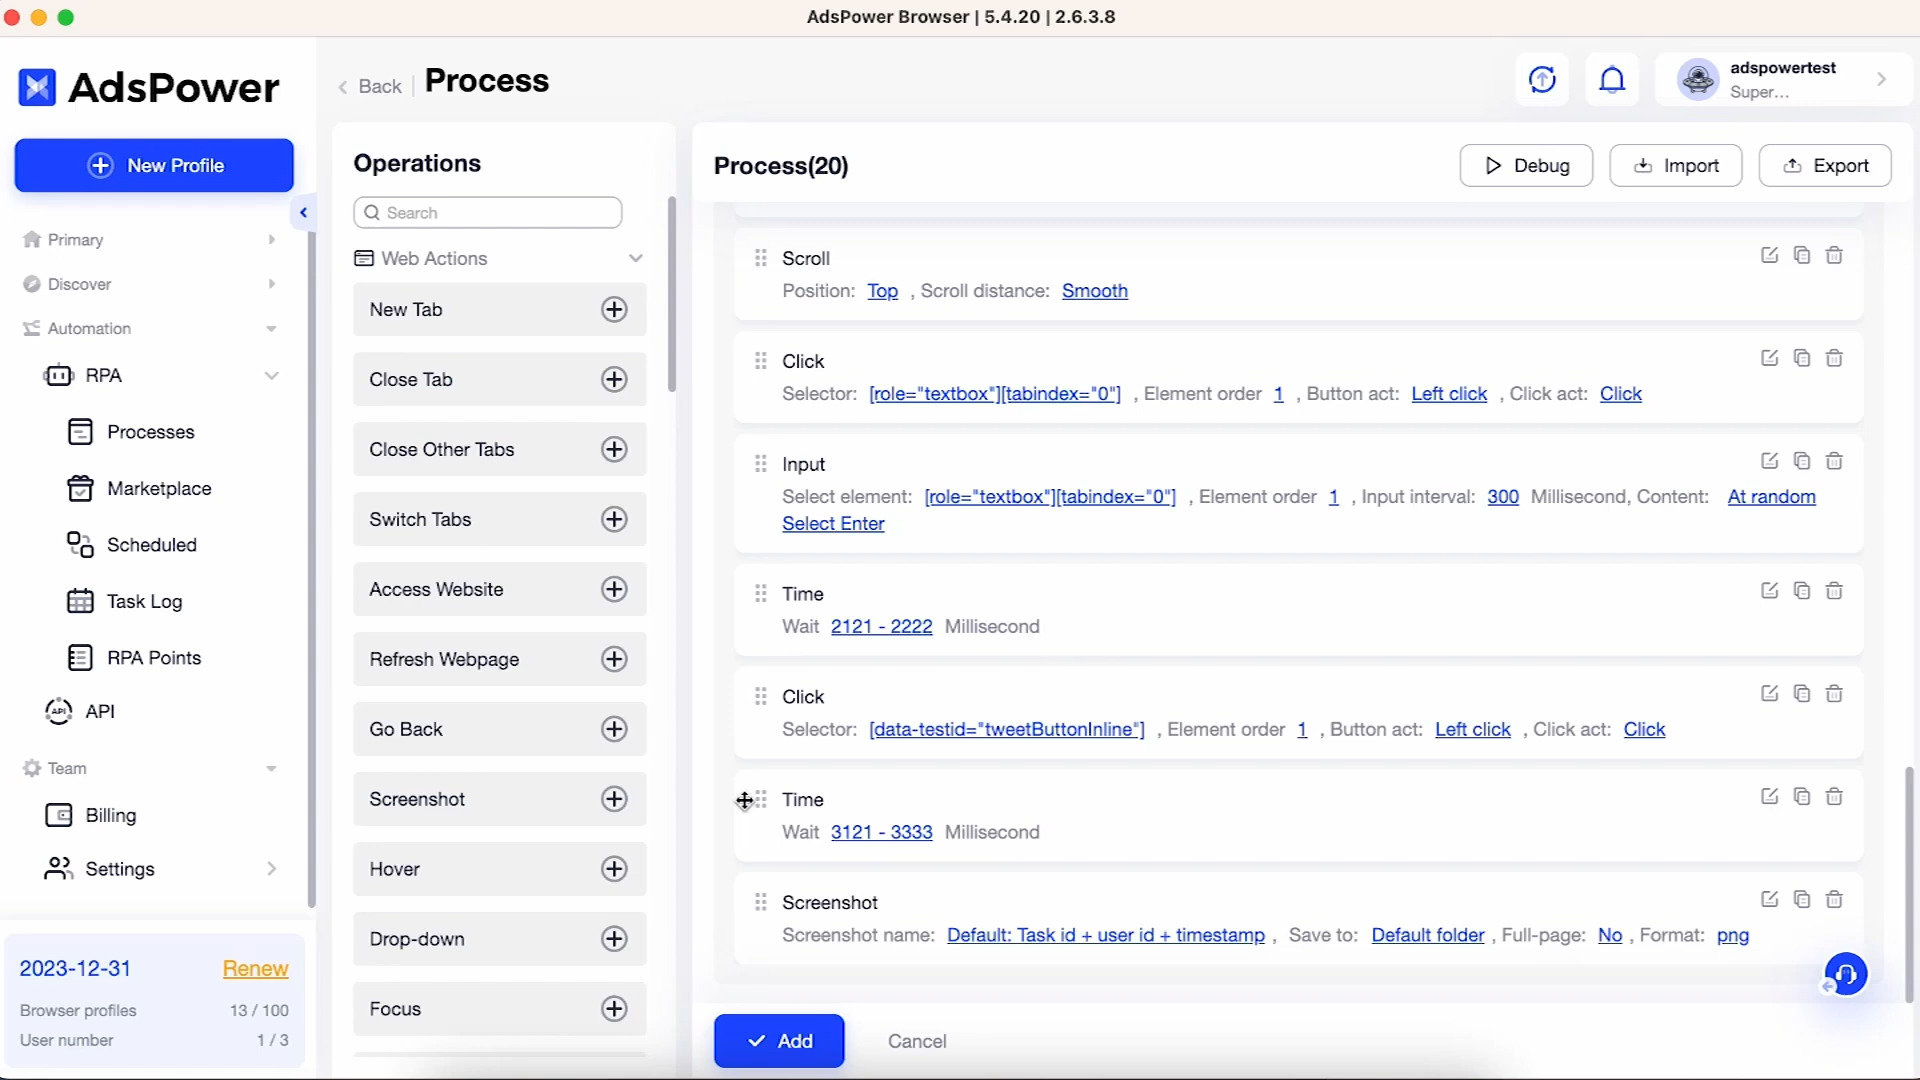 AdsPower Browser | 5.4.20 | 2.6.3.8
AdsPower
New Profile
Primary
Discover
Automation
RPA
Processes
Marketplace
Scheduled
Task Log
RPA Points
API
API
Team
Billing
Settings
2023-12-31 Renew
Browser profiles 13 / 100
User number 1 / 3
Back | Process
adspowertest
Super...
Operations
Search
Web Actions
New Tab
Close Tab
Close Other Tabs
Switch Tabs
Access Website
Refresh Webpage
Go Back
Screenshot
Hover
Drop-down
Focus
Process(20)
Debug Import Export
Scroll
Position: Top , Scroll distance: Smooth
Click
Selector: [role="textbox"][tabindex="0"] , Element order 1 , Button act: Left click , Click act: Click
Input
Select element: [role="textbox"][tabindex="0"] , Element order 1 , Input interval: 300 Millisecond, Content: At random
Select Enter
Time
Wait 2121 - 2222 Millisecond
Click
Selector: [data-testid="tweetButtonInline"] , Element order 1 , Button act: Left click , Click act: Click
Time
Wait 3121 - 3333 Millisecond
Screenshot
Screenshot name: Default: Task id + user id + timestamp , Save to: Default folder , Full-page: No , Format: png
Add Cancel